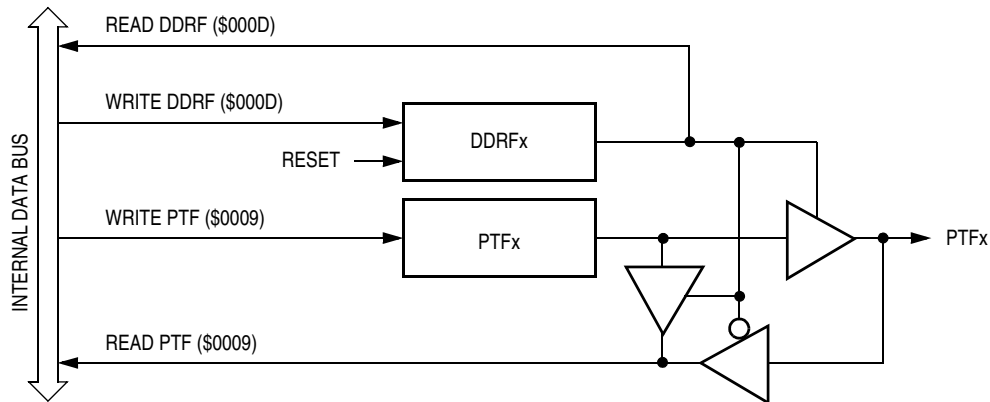 READ DDRF ($000D)
WRITE DDRF ($000D)
DDRFx
RESET
WRITE PTF ($0009)
PTFx
PTFx
READ PTF ($0009)
INTERNAL DATA BUS